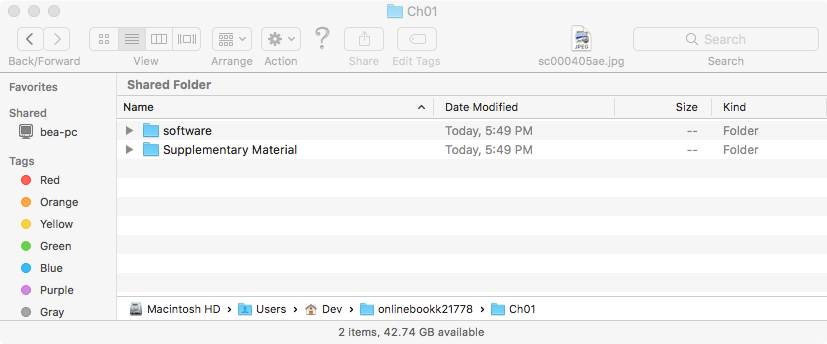 Ch01
Back/Forward View Arrange Action Share Edit Tags JPEG sc000405ae.jpg Search Search
Favorites
Shared
bea-pc
Tags
Red
Orange
Yellow
Green
Blue
Purple
Gray
Shared Folder
Name Date Modified Size Kind
software Today, 5:49 PM -- Folder
Supplementary Material Today, 5:49 PM -- Folder
Macintosh HD › Users › Dev › onlinebookk21778 › Ch01
2 items, 42.74 GB available